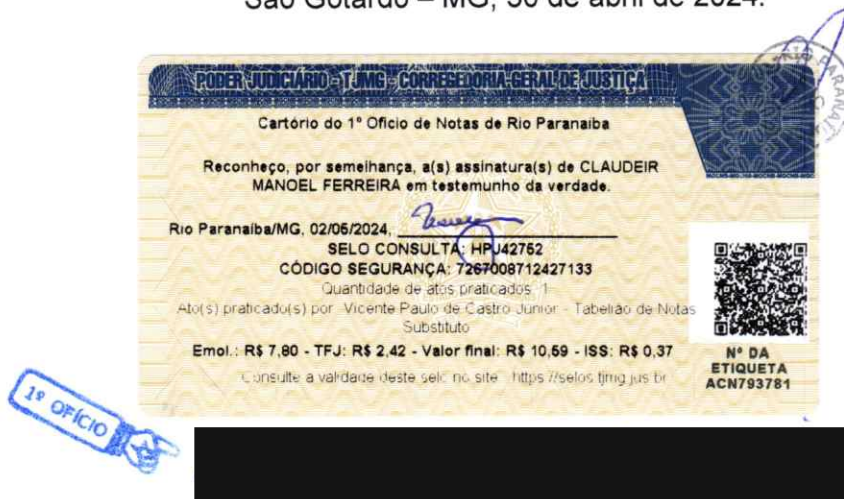 São Gotardo – MG, 30 de abril de 2024.
PODER JUDICIÁRIO - TJMG - CORREGEDORIA-GERAL DE JUSTIÇA
Cartório do 1º Ofício de Notas de Rio Paranaíba
Reconheço, por semelhança, a(s) assinatura(s) de CLAUDEIR
MANOEL FERREIRA em testemunho da verdade.
Rio Paranaíba/MG, 02/05/2024,
SELO CONSULTA: HPJ42752
CÓDIGO SEGURANÇA: 7267008712427133
Quantidade de atos praticados: 1
Ato(s) praticado(s) por: Vicente Paulo de Castro Júnior - Tabelião de Notas
Substituto
Emol.: R$ 7,80 - TFJ: R$ 2,42 - Valor final: R$ 10,59 - ISS: R$ 0,37
Consulte a validade deste selo no site: https://selos.tjmg.jus.br
Nº DA
ETIQUETA
ACN793781
1º OFÍCIO